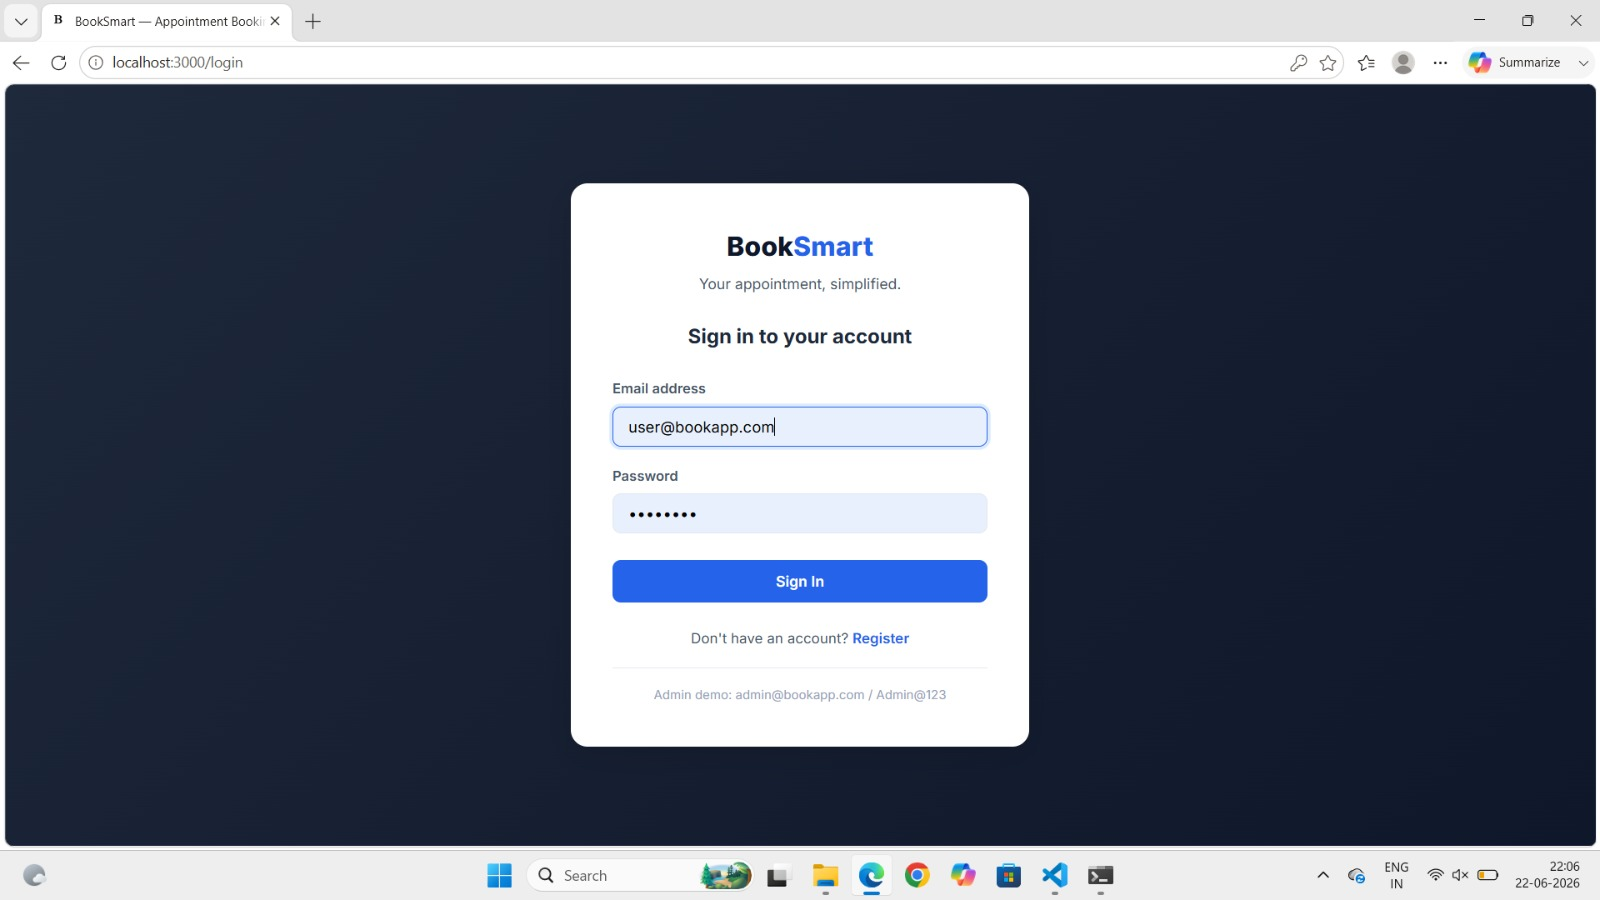 B BookSmart — Appointment Booki
localhost:3000/login
Summarize
BookSmart
Your appointment, simplified.
Sign in to your account
Email address
user@bookapp.com
Password
••••••••
Sign In
Don't have an account? Register
Admin demo: admin@bookapp.com / Admin@123
Search
ENG
IN
22:06
22-06-2026